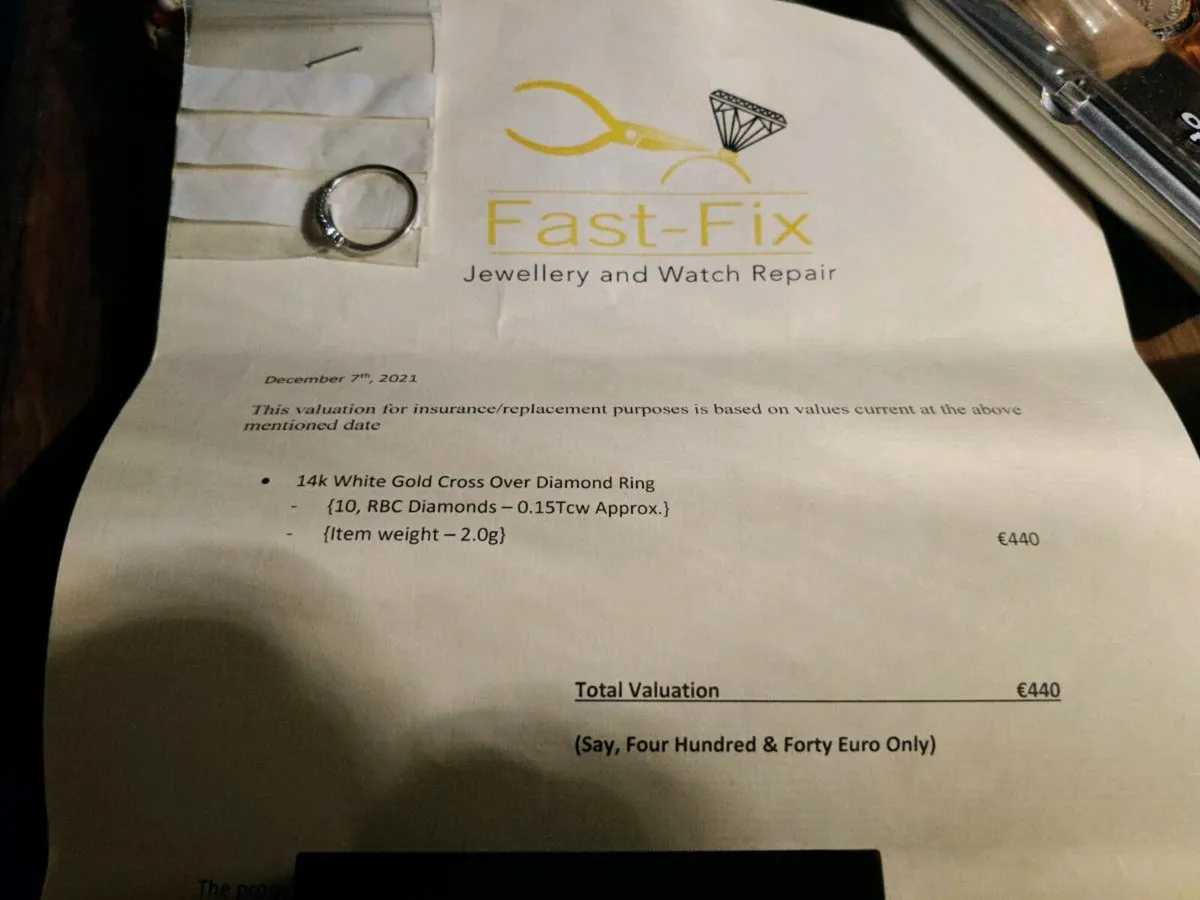 Fast-Fix
Jewellery and Watch Repair
December 7th, 2021
This valuation for insurance/replacement purposes is based on values current at the above
mentioned date
• 14k White Gold Cross Over Diamond Ring
- {10, RBC Diamonds – 0.15Tcw Approx.}
- {Item weight – 2.0g} €440
Total Valuation €440
(Say, Four Hundred & Forty Euro Only)
The